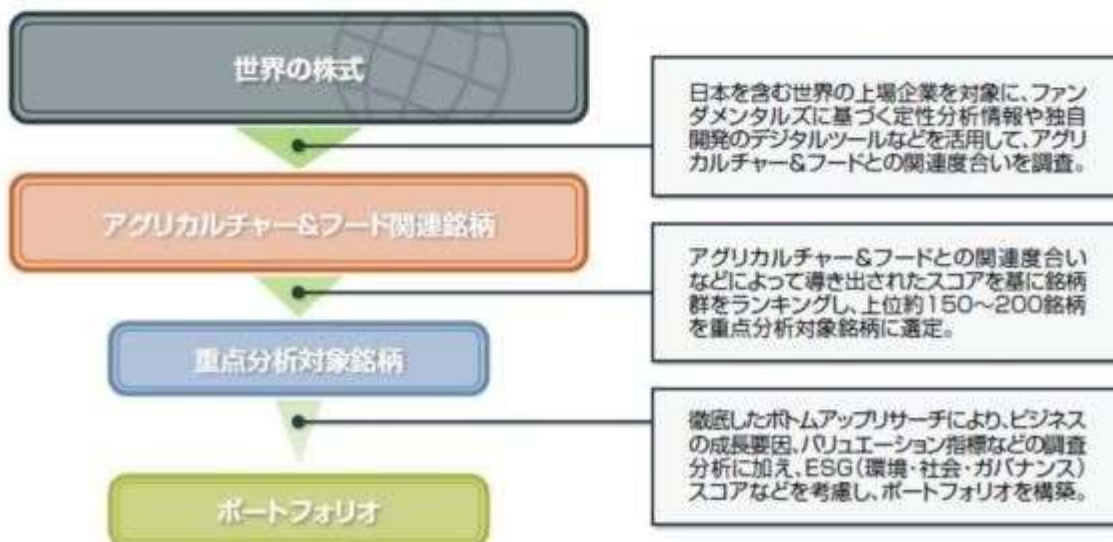 世界の株式
日本を含む世界の上場企業を対象に、ファン
ダメンタルズに基づく定性分析情報や独自
開発のデジタルツールなどを活用して、アグリ
カルチャー&フードとの関連度合いを調査。
アグリカルチャー&フード関連銘柄
アグリカルチャー&フードとの関連度合い
などによって導き出されたスコアを基に銘柄
群をランキングし、上位約150～200銘柄
を重点分析対象銘柄に選定。
重点分析対象銘柄
徹底したボトムアップリサーチにより、ビジネス
の成長要因、バリュエーション指標などの調査
分析に加え、ESG(環境・社会・ガバナンス)
スコアなどを考慮し、ポートフォリオを構築。
ポートフォリオ